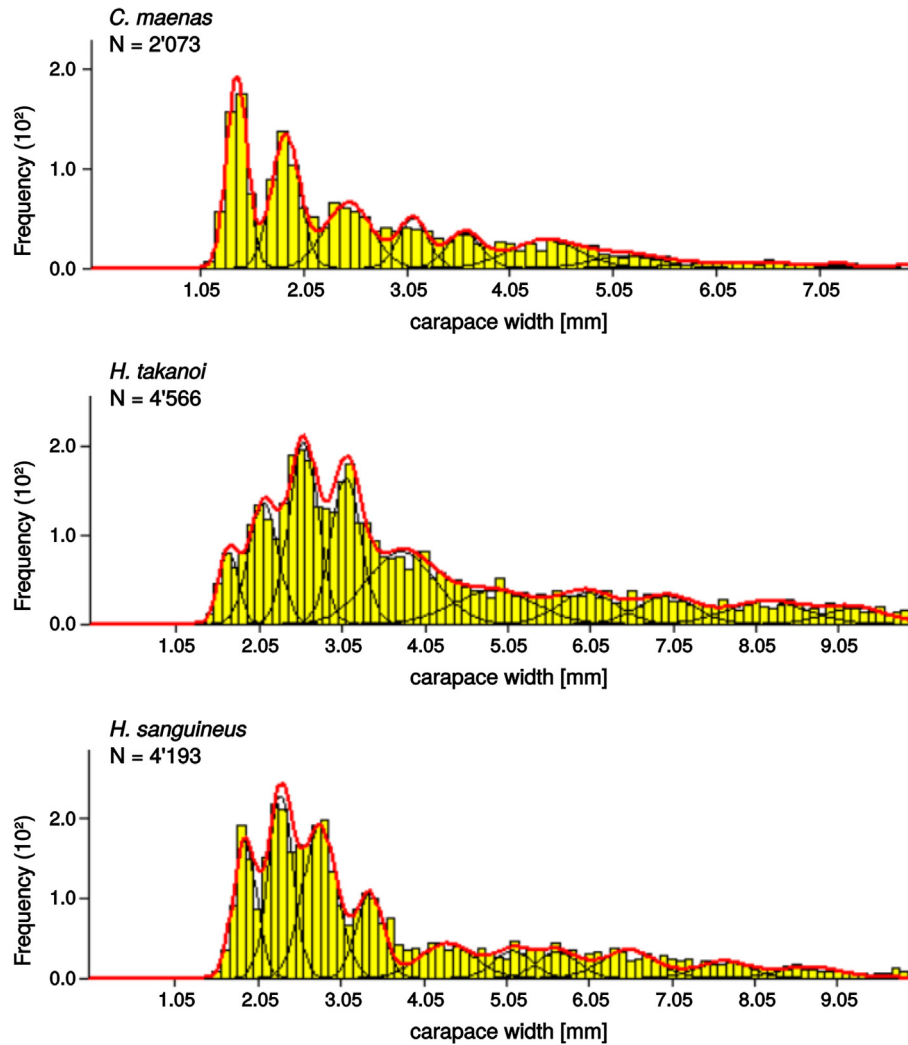 C. maenas
N = 2'073
2.0
1.0
0.0
Frequency (10²)
1.05 2.05 3.05 4.05 5.05 6.05 7.05
carapace width [mm]
H. takanoi
N = 4'566
2.0
1.0
0.0
Frequency (10²)
1.05 2.05 3.05 4.05 5.05 6.05 7.05 8.05 9.05
carapace width [mm]
H. sanguineus
N = 4'193
2.0
1.0
0.0
Frequency (10²)
1.05 2.05 3.05 4.05 5.05 6.05 7.05 8.05 9.05
carapace width [mm]